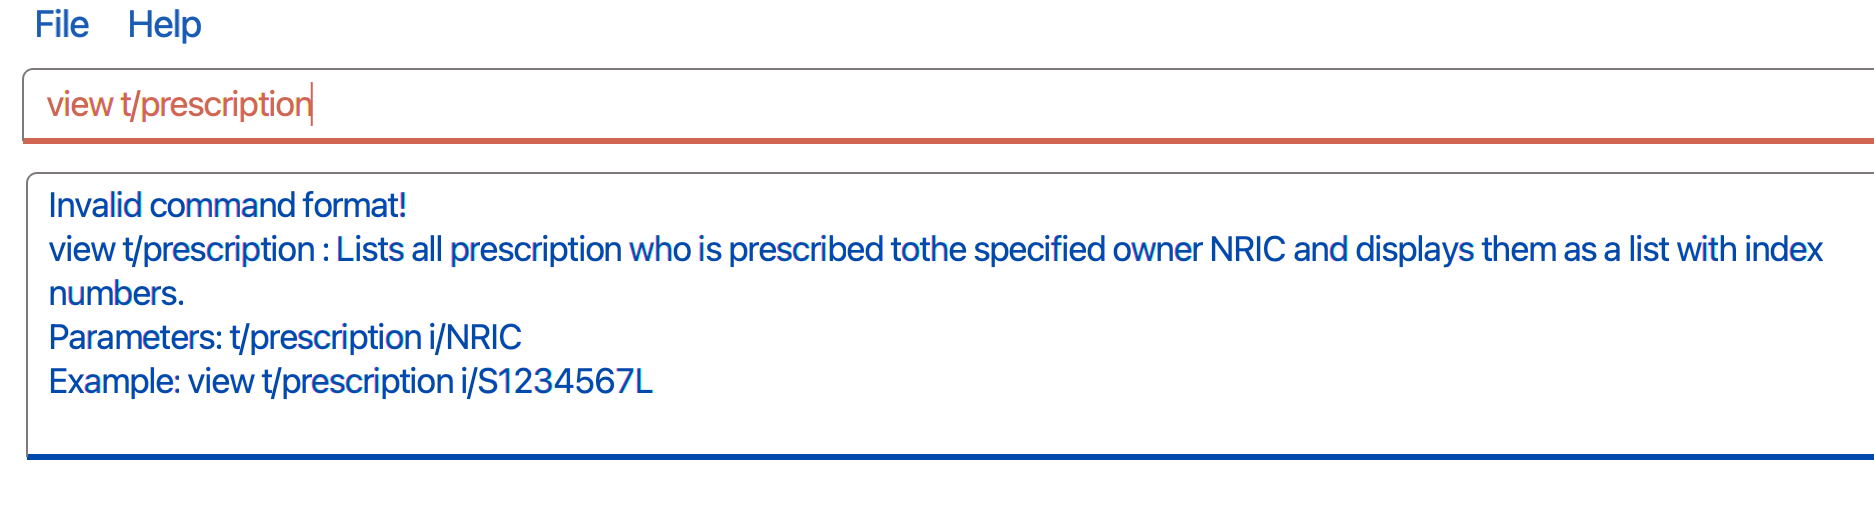 File Help
view t/prescription
Invalid command format!
view t/prescription : Lists all prescription who is prescribed tothe specified owner NRIC and displays them as a list with index
numbers.
Parameters: t/prescription i/NRIC
Example: view t/prescription i/S1234567L